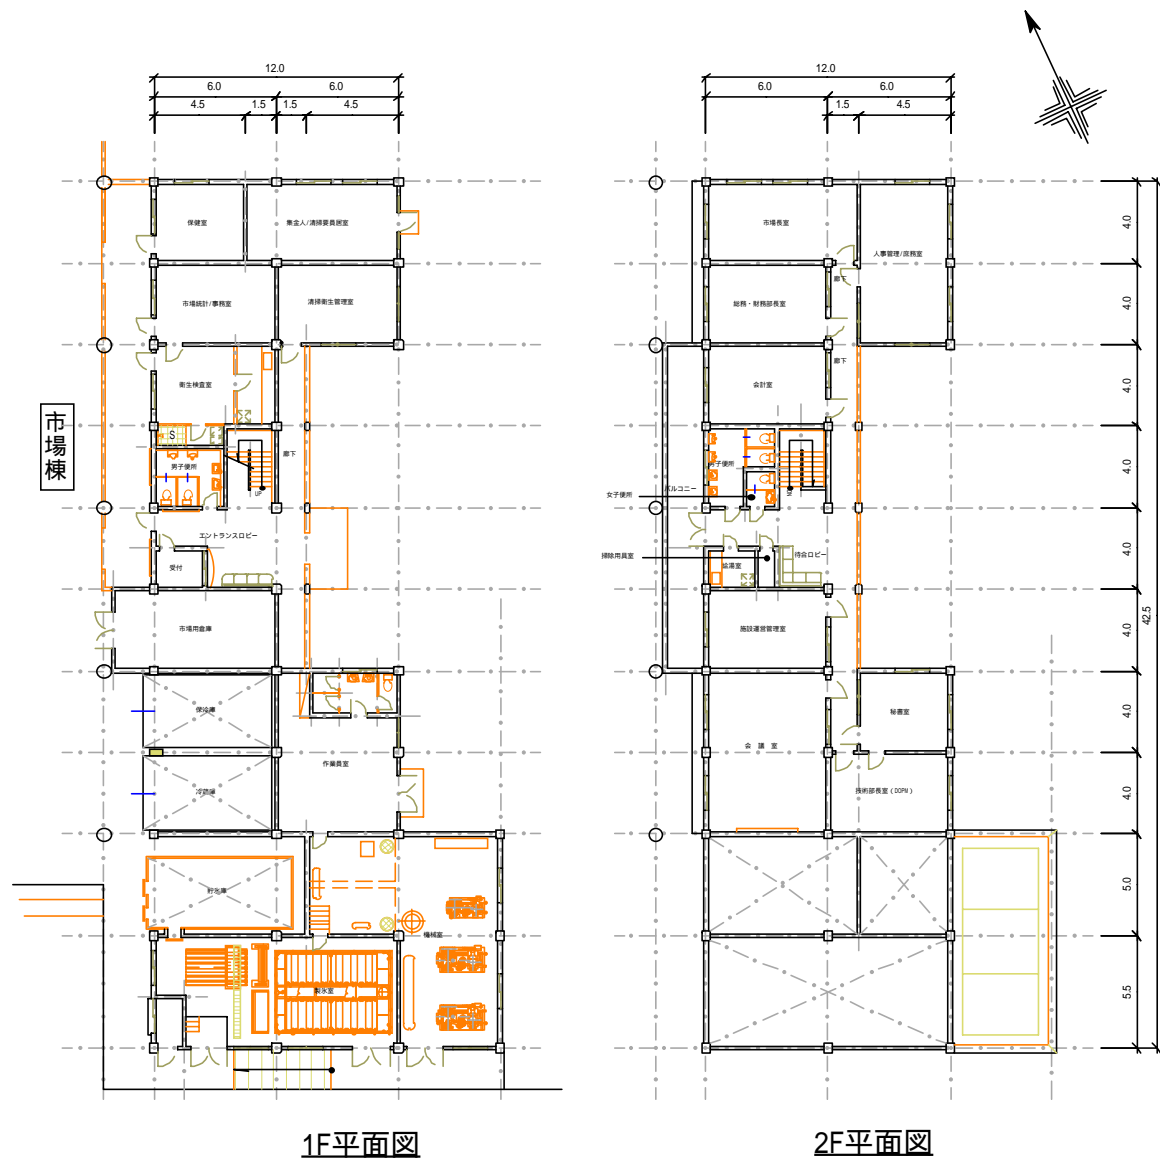 12.0
6.0
6.0
4.5
1.5
1.5
4.5
保健室
集金人/清掃要員居室
市場統計/事務室
清掃衛生管理室
衛生検査室
S
男子便所
廊下
UP
エントランスロビー
受付
市場棟
市場用倉庫
保冷庫
冷蔵庫
作業員室
貯氷庫
機械室
製氷室
1F平面図
12.0
6.0
6.0
1.5
4.5
市場長室
人事管理/庶務室
廊下
総務・財務部長室
廊下
会計室
男子便所
女子便所
バルコニー
掃除用具室
給湯室
待合ロビー
施設運営管理室
秘書室
会 議 室
技術部長室(DOPM)
4.0
4.0
4.0
4.0
4.0
4.0
4.0
4.0
5.0
5.5
42.5
2F平面図